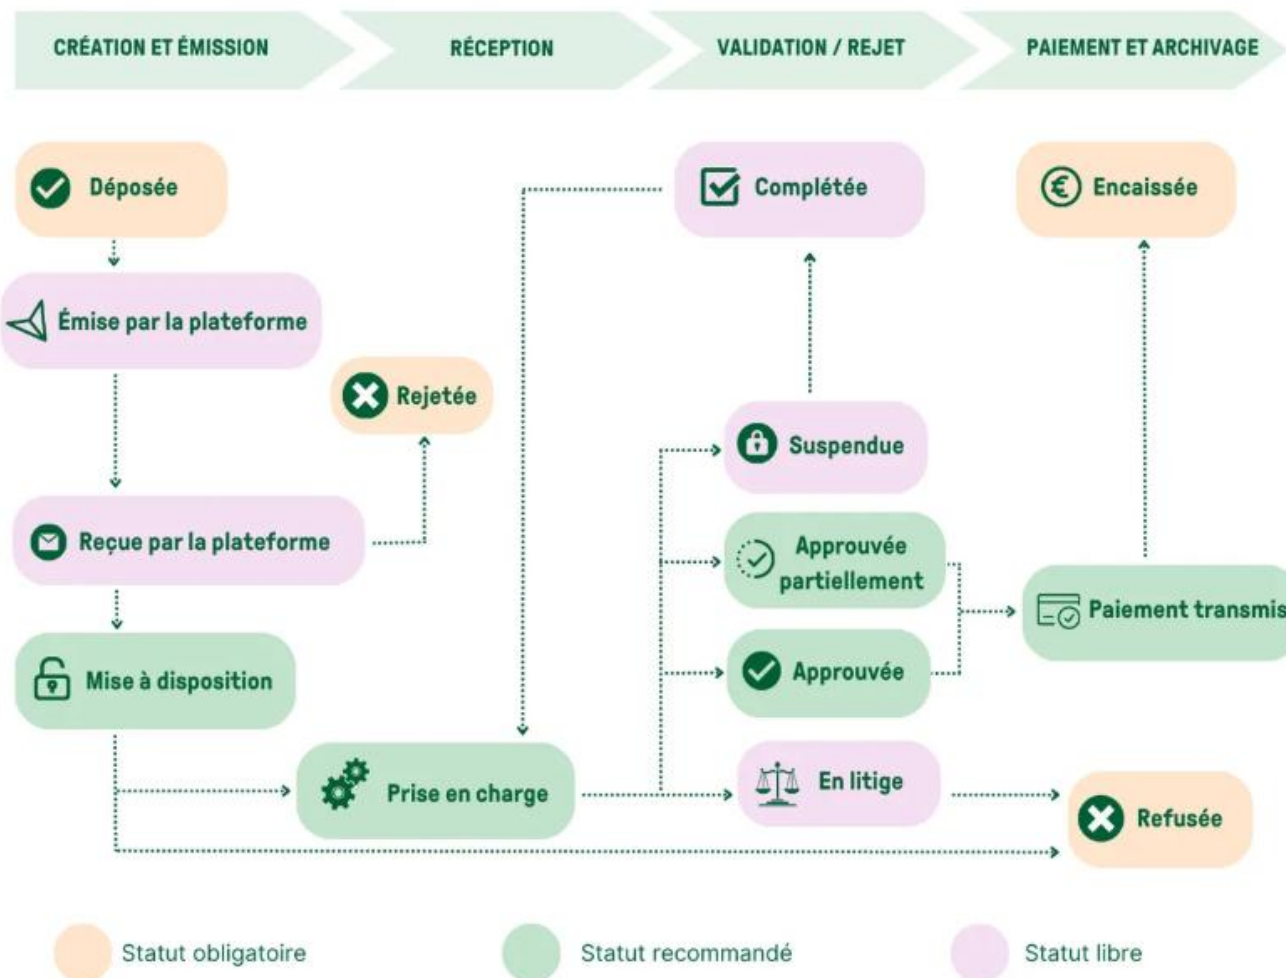 CRÉATION ET ÉMISSION
RÉCEPTION
VALIDATION / REJET
PAIEMENT ET ARCHIVAGE
Déposée
Complétée
€ Encaissée
Émise par la plateforme
Rejetée
Suspendue
Reçue par la plateforme
Approuvée
partiellement
Paiement transmis
Mise à disposition
Approuvée
Prise en charge
En litige
Refusée
Statut obligatoire
Statut recommandé
Statut libre